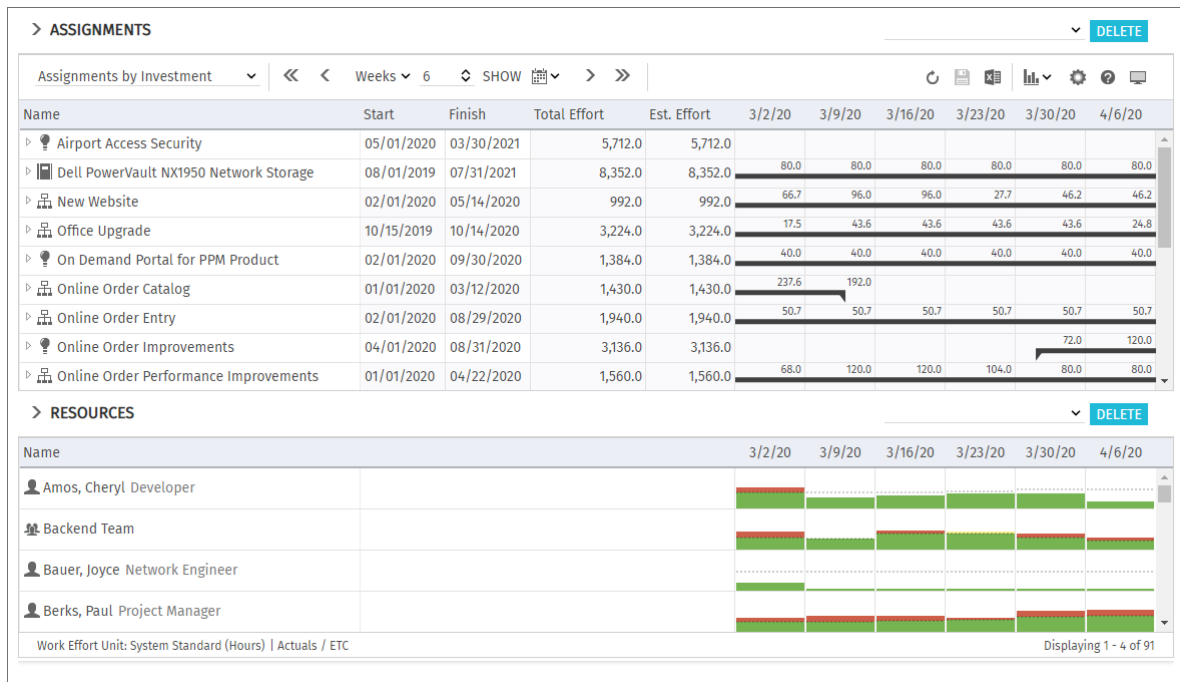 ASSIGNMENTS DELETE
Assignments by Investment Weeks 6 SHOW
Name Start Finish Total Effort Est. Effort 3/2/20 3/9/20 3/16/20 3/23/20 3/30/20 4/6/20
Airport Access Security 05/01/2020 03/30/2021 5,712.0 5,712.0
Dell PowerVault NX1950 Network Storage 08/01/2019 07/31/2021 8,352.0 8,352.0 80.0 80.0 80.0 80.0 80.0 80.0
New Website 02/01/2020 05/14/2020 992.0 992.0 66.7 96.0 96.0 27.7 46.2 46.2
Office Upgrade 10/15/2019 10/14/2020 3,224.0 3,224.0 17.5 43.6 43.6 43.6 43.6 24.8
On Demand Portal for PPM Product 02/01/2020 09/30/2020 1,384.0 1,384.0 40.0 40.0 40.0 40.0 40.0 40.0
Online Order Catalog 01/01/2020 03/12/2020 1,430.0 1,430.0 237.6 192.0
Online Order Entry 02/01/2020 08/29/2020 1,940.0 1,940.0 50.7 50.7 50.7 50.7 50.7 50.7
Online Order Improvements 04/01/2020 08/31/2020 3,136.0 3,136.0 72.0 120.0
Online Order Performance Improvements 01/01/2020 04/22/2020 1,560.0 1,560.0 68.0 120.0 120.0 104.0 80.0 80.0
RESOURCES DELETE
Name 3/2/20 3/9/20 3/16/20 3/23/20 3/30/20 4/6/20
Amos, Cheryl Developer
Backend Team
Bauer, Joyce Network Engineer
Berks, Paul Project Manager
Work Effort Unit: System Standard (Hours) | Actuals / ETC Displaying 1 - 4 of 91